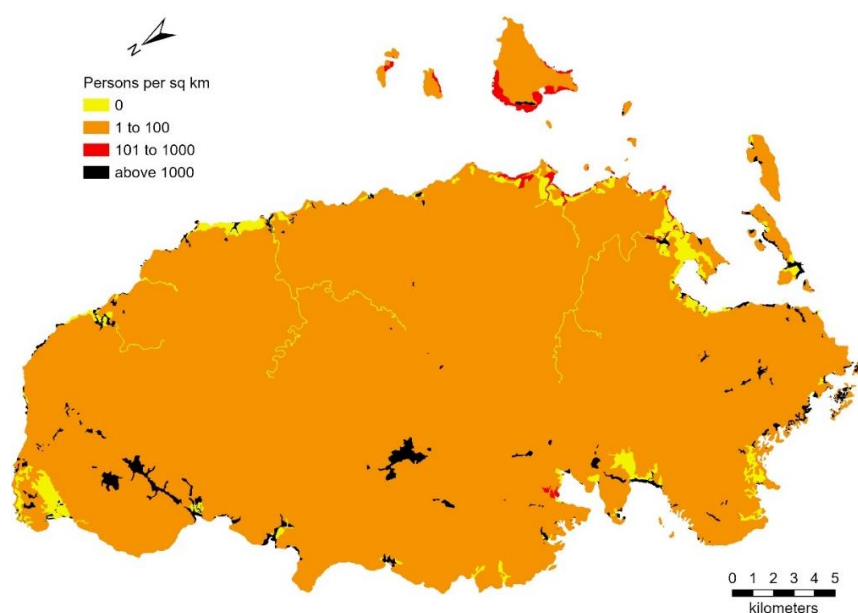 N
Persons per sq km
0
1 to 100
101 to 1000
above 1000
0 1 2 3 4 5
kilometers